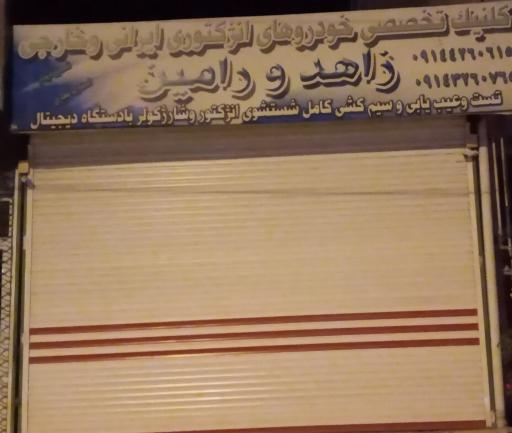 کلینیک تخصصی خودروهای انژکتوری ایرانی و خارجی
زاهد و رامین
تست و عیب یابی و سیم کشی کامل شستشوی انژکتور و شارژ کولر با دستگاه دیجیتال